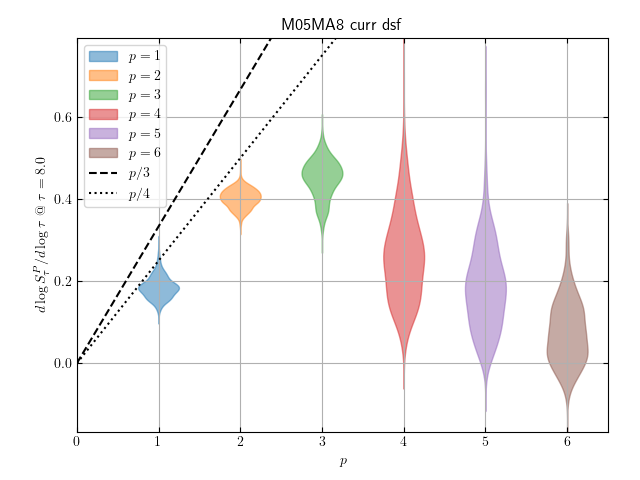 M05MA8 curr dsf
d log S_τ^p / d log τ @ τ = 8.0
0.6
0.4
0.2
0.0
p = 1
p = 2
p = 3
p = 4
p = 5
p = 6
p/3
p/4
0 1 2 3 4 5 6
p